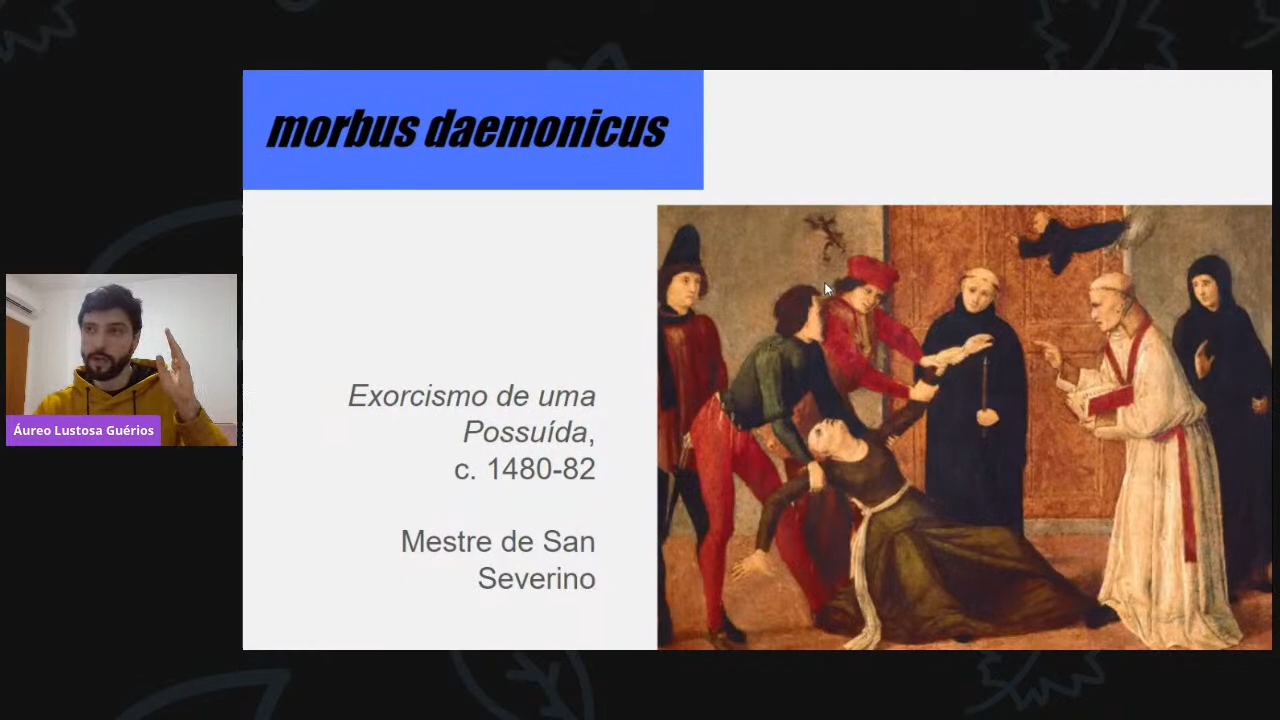 morbus daemonicus
Exorcismo de uma
Possuída,
c. 1480-82
Mestre de San
Severino
Áureo Lustosa Guérios